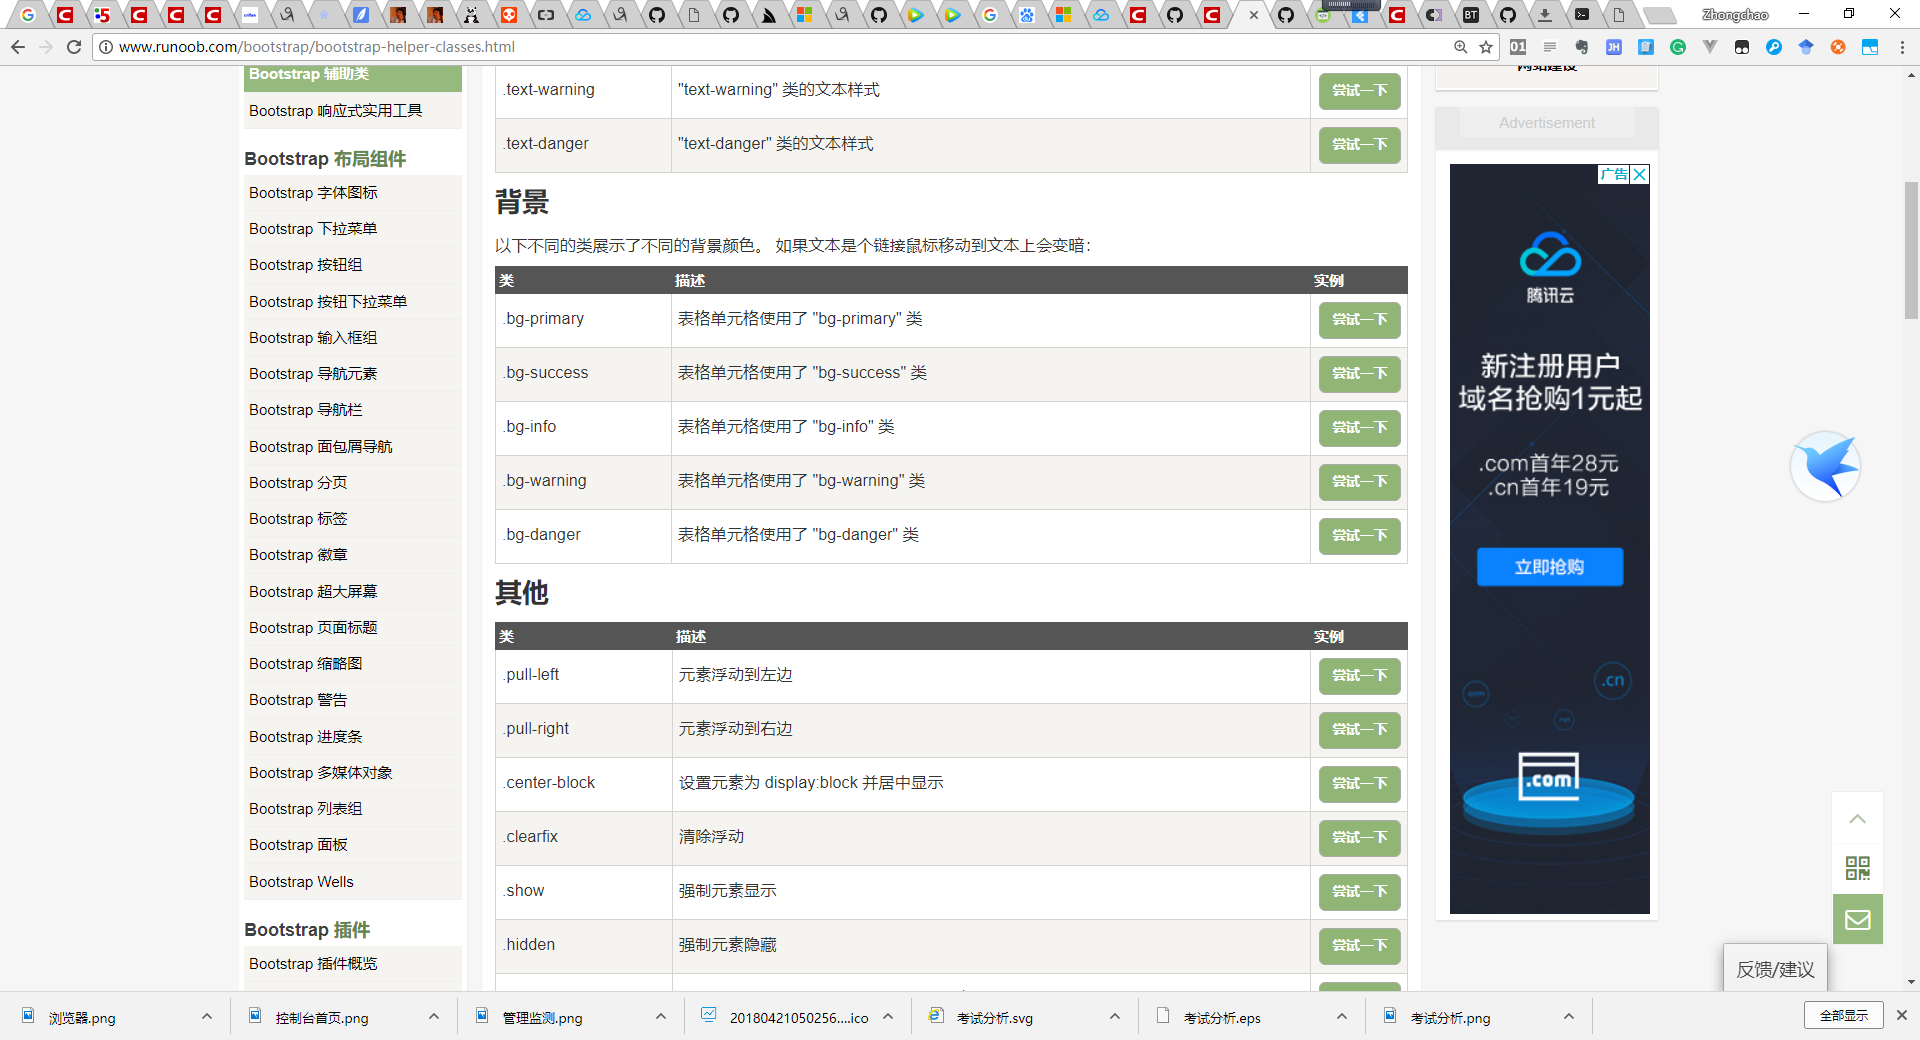 Zhongchao
www.runoob.com/bootstrap/bootstrap-helper-classes.html
Bootstrap 辅助类
Bootstrap 响应式实用工具
Bootstrap 布局组件
Bootstrap 字体图标
Bootstrap 下拉菜单
Bootstrap 按钮组
Bootstrap 按钮下拉菜单
Bootstrap 输入框组
Bootstrap 导航元素
Bootstrap 导航栏
Bootstrap 面包屑导航
Bootstrap 分页
Bootstrap 标签
Bootstrap 徽章
Bootstrap 超大屏幕
Bootstrap 页面标题
Bootstrap 缩略图
Bootstrap 警告
Bootstrap 进度条
Bootstrap 多媒体对象
Bootstrap 列表组
Bootstrap 面板
Bootstrap Wells
Bootstrap 插件
Bootstrap 插件概览
.text-warning "text-warning" 类的文本样式 尝试一下
.text-danger "text-danger" 类的文本样式 尝试一下
背景
以下不同的类展示了不同的背景颜色。 如果文本是个链接鼠标移动到文本上会变暗：
类 描述 实例
.bg-primary 表格单元格使用了 "bg-primary" 类 尝试一下
.bg-success 表格单元格使用了 "bg-success" 类 尝试一下
.bg-info 表格单元格使用了 "bg-info" 类 尝试一下
.bg-warning 表格单元格使用了 "bg-warning" 类 尝试一下
.bg-danger 表格单元格使用了 "bg-danger" 类 尝试一下
其他
类 描述 实例
.pull-left 元素浮动到左边 尝试一下
.pull-right 元素浮动到右边 尝试一下
.center-block 设置元素为 display:block 并居中显示 尝试一下
.clearfix 清除浮动 尝试一下
.show 强制元素显示 尝试一下
.hidden 强制元素隐藏 尝试一下
网站建设
Advertisement
广告
腾讯云
新注册用户
域名抢购1元起
.com首年28元
.cn首年19元
立即抢购
.cn
.com
反馈/建议
浏览器.png
控制台首页.png
管理监测.png
20180421050256....ico
考试分析.svg
考试分析.eps
考试分析.png
全部显示